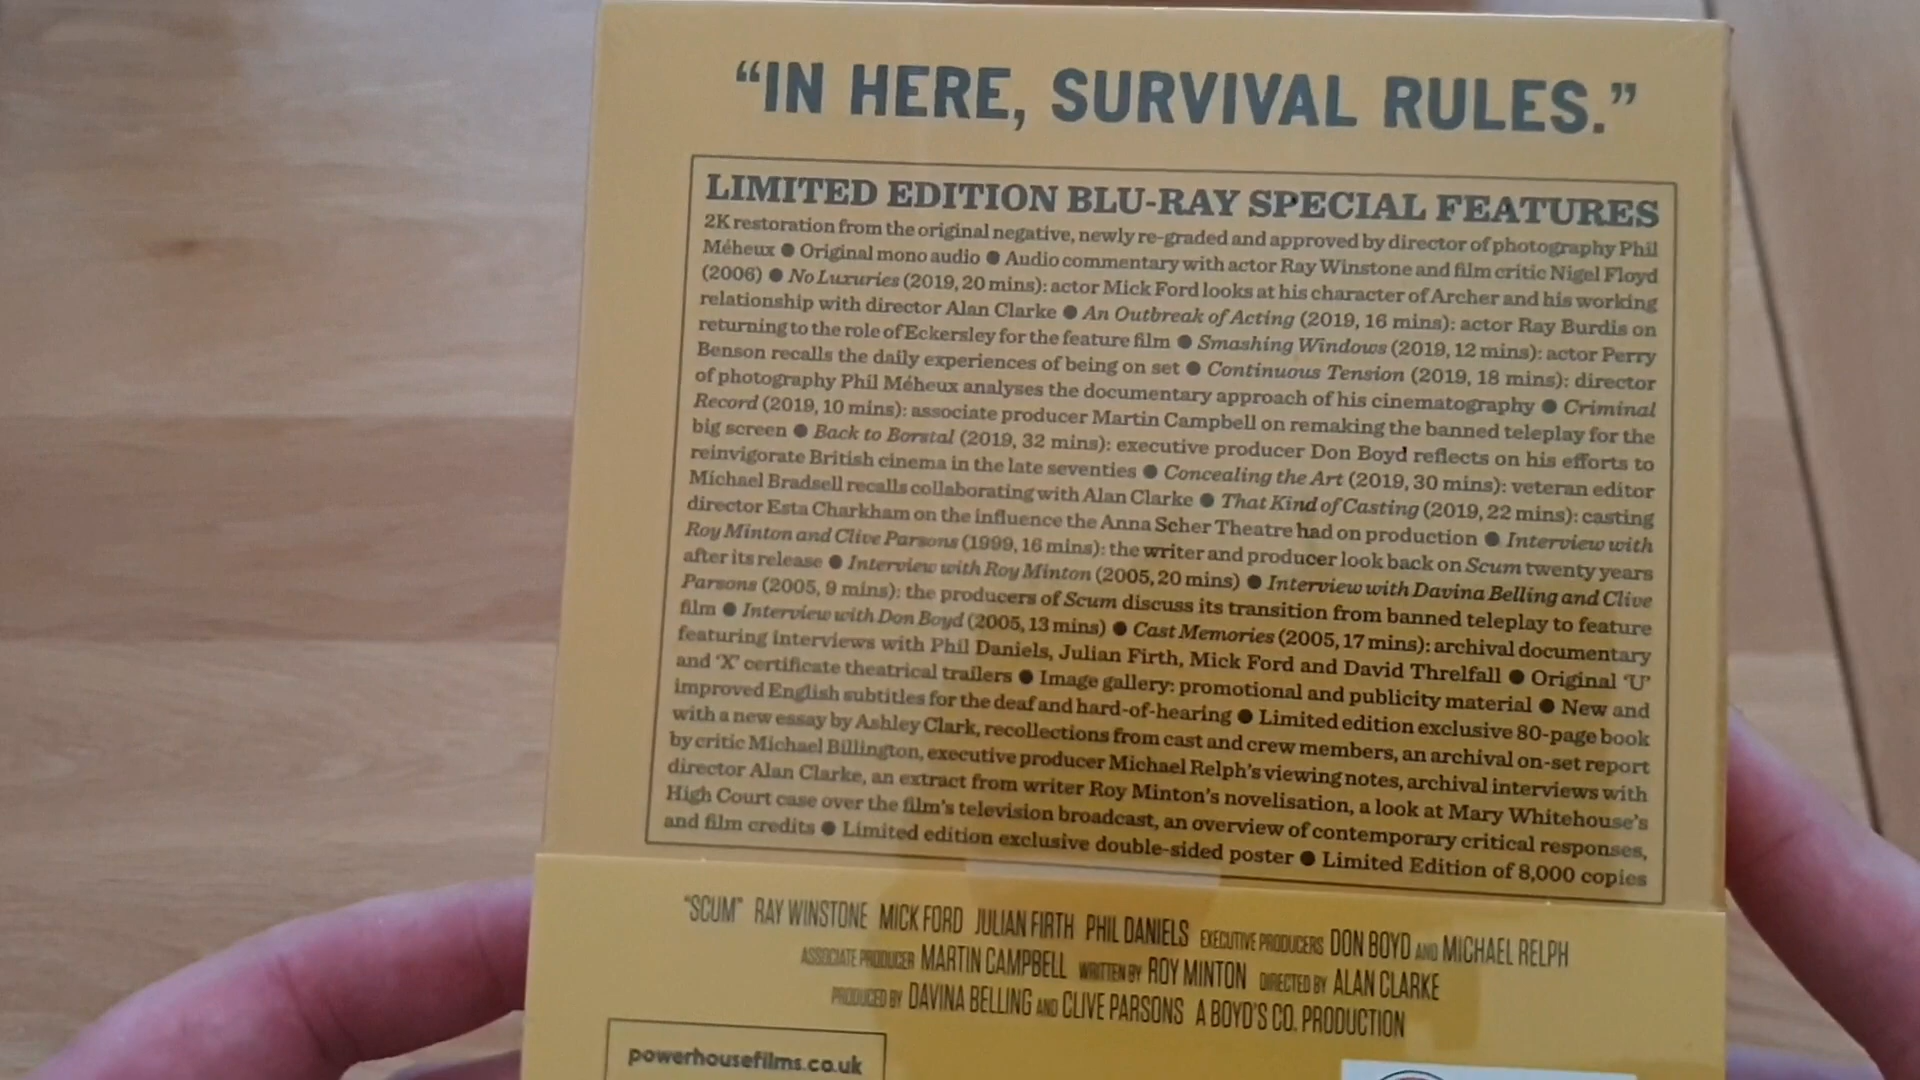 “IN HERE, SURVIVAL RULES.”
LIMITED EDITION BLU-RAY SPECIAL FEATURES
2K restoration from the original negative, newly re-graded and approved by director of photography Phil
Méheux ● Original mono audio ● Audio commentary with actor Ray Winstone and film critic Nigel Floyd
(2006) ● No Luxuries (2019, 20 mins): actor Mick Ford looks at his character of Archer and his working
relationship with director Alan Clarke ● An Outbreak of Acting (2019, 16 mins): actor Ray Burdis on
returning to the role of Eckersley for the feature film ● Smashing Windows (2019, 12 mins): actor Perry
Benson recalls the daily experiences of being on set ● Continuous Tension (2019, 18 mins): director
of photography Phil Méheux analyses the documentary approach of his cinematography ● Criminal
Record (2019, 10 mins): associate producer Martin Campbell on remaking the banned teleplay for the
big screen ● Back to Borstal (2019, 32 mins): executive producer Don Boyd reflects on his efforts to
reinvigorate British cinema in the late seventies ● Concealing the Art (2019, 30 mins): veteran editor
Michael Bradsell recalls collaborating with Alan Clarke ● That Kind of Casting (2019, 22 mins): casting
director Esta Charkham on the influence the Anna Scher Theatre had on production ● Interview with
Roy Minton and Clive Parsons (1999, 16 mins): the writer and producer look back on Scum twenty years
after its release ● Interview with Roy Minton (2005, 20 mins) ● Interview with Davina Belling and Clive
Parsons (2005, 9 mins): the producers of Scum discuss its transition from banned teleplay to feature
film ● Interview with Don Boyd (2005, 13 mins) ● Cast Memories (2005, 17 mins): archival documentary
featuring interviews with Phil Daniels, Julian Firth, Mick Ford and David Threlfall ● Original ‘U’
and ‘X’ certificate theatrical trailers ● Image gallery: promotional and publicity material ● New and
improved English subtitles for the deaf and hard-of-hearing ● Limited edition exclusive 80-page book
with a new essay by Ashley Clark, recollections from cast and crew members, an archival on-set report
by critic Michael Billington, executive producer Michael Relph’s viewing notes, archival interviews with
director Alan Clarke, an extract from writer Roy Minton’s novelisation, a look at Mary Whitehouse’s
High Court case over the film’s television broadcast, an overview of contemporary critical responses,
and film credits ● Limited edition exclusive double-sided poster ● Limited Edition of 8,000 copies
“SCUM” RAY WINSTONE MICK FORD JULIAN FIRTH PHIL DANIELS EXECUTIVE PRODUCERS DON BOYD AND MICHAEL RELPH
ASSOCIATE PRODUCER MARTIN CAMPBELL WRITTEN BY ROY MINTON DIRECTED BY ALAN CLARKE
PRODUCED BY DAVINA BELLING AND CLIVE PARSONS A BOYD’S CO. PRODUCTION
powerhousefilms.co.uk